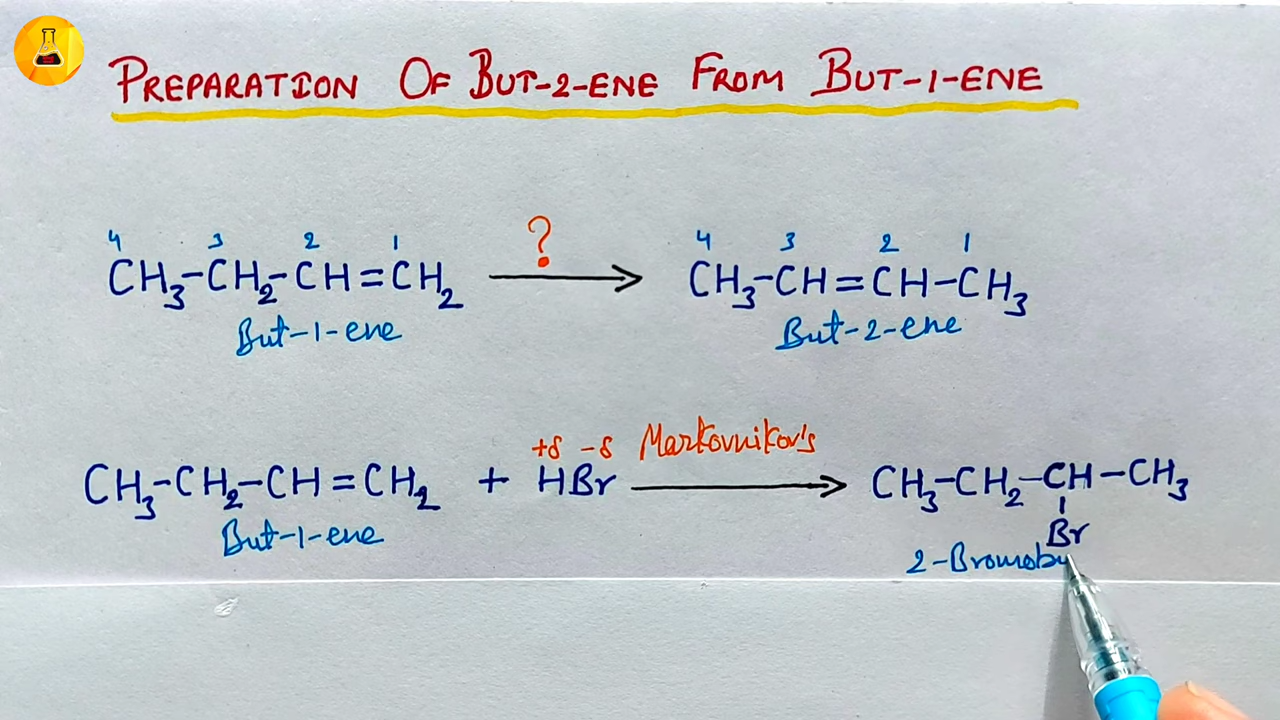 PREPARATION OF BUT-2-ENE FROM BUT-1-ENE
4 3 2 1 ? 4 3 2 1
CH₃-CH₂-CH=CH₂ → CH₃-CH=CH-CH₃
But-1-ene But-2-ene
+δ -δ Markovnikov's
CH₃-CH₂-CH=CH₂ + HBr → CH₃-CH₂-CH-CH₃
Br
But-1-ene
2-Bromobu